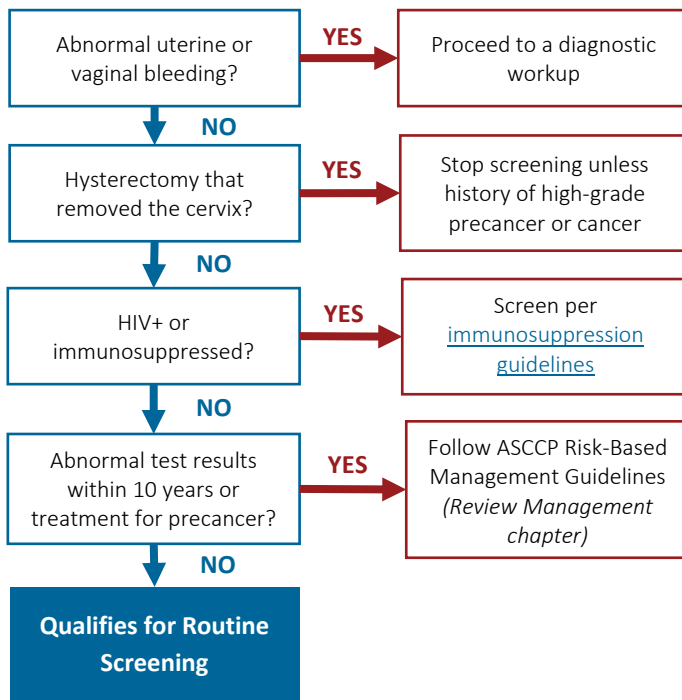 Abnormal uterine or
vaginal bleeding?
YES
Proceed to a diagnostic
workup
NO
Hysterectomy that
removed the cervix?
YES
Stop screening unless
history of high-grade
precancer or cancer
NO
HIV+ or
immunosuppressed?
YES
Screen per
immunosuppression
guidelines
NO
Abnormal test results
within 10 years or
treatment for precancer?
YES
Follow ASCCP Risk-Based
Management Guidelines
(Review Management
chapter)
NO
Qualifies for Routine
Screening